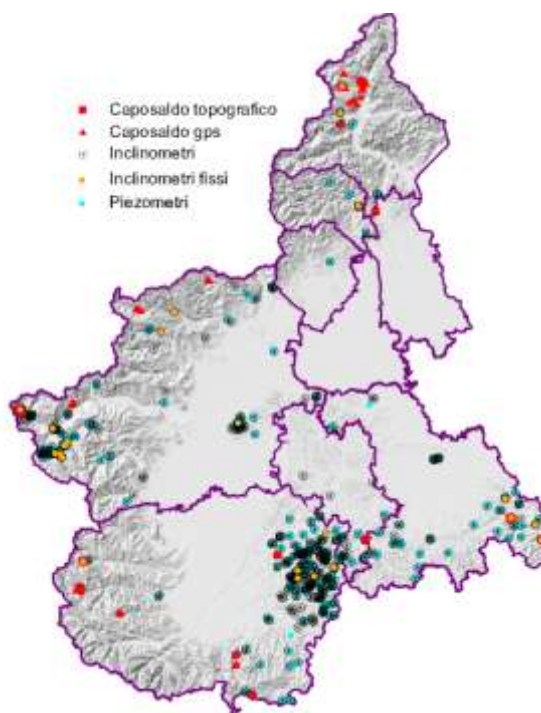 Caposaldo topografico
Caposaldo gps
Inclinometri
Inclinometri fissi
Piezometri